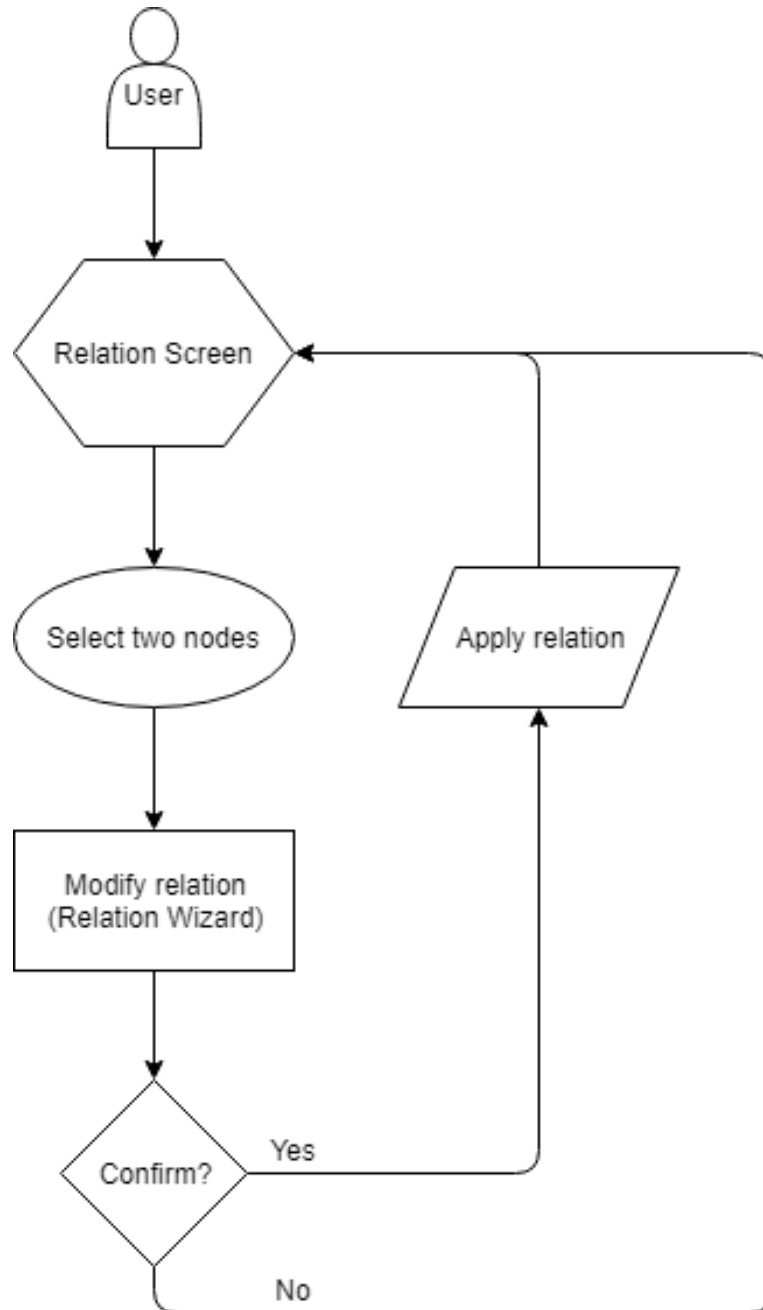 User
Relation Screen
Select two nodes
Apply relation
Modify relation
(Relation Wizard)
Confirm?
Yes
No